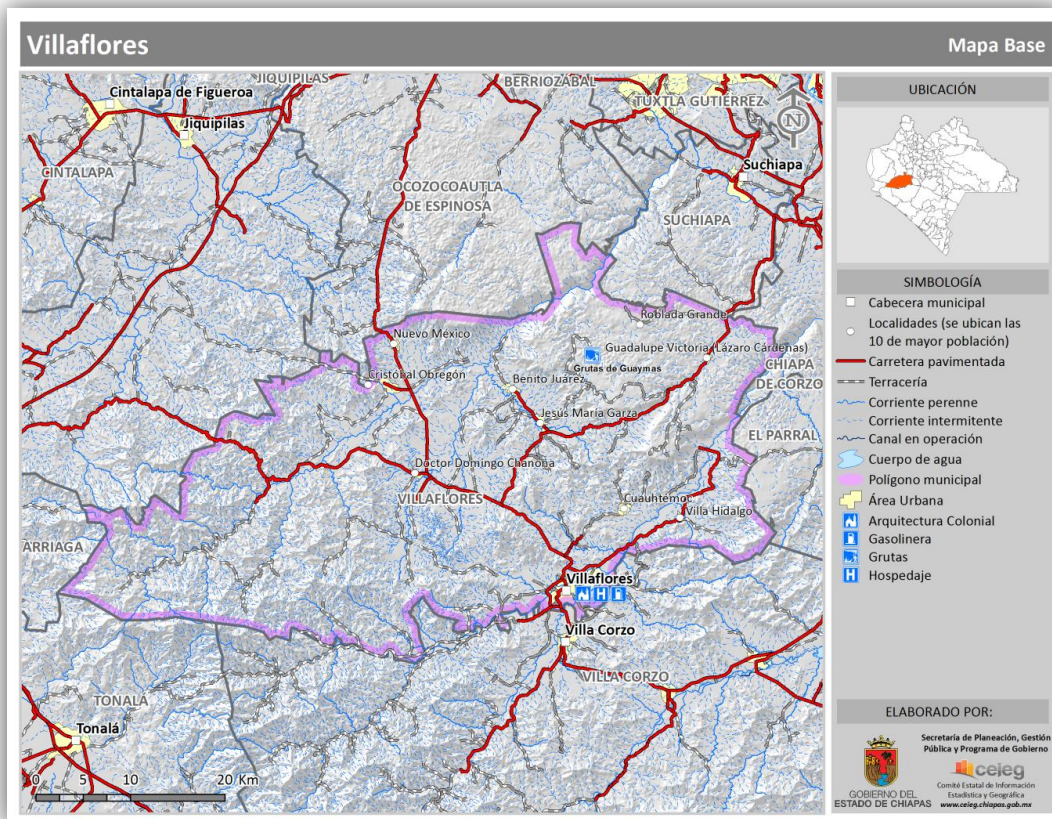 Villaflores
Mapa Base
JIQUIPILAS
BERRIOZÁBAL
Cintalapa de Figueroa
TUXTLA GUTIÉRREZ
N
Jiquipilas
Suchiapa
CINTALAPA
OCOZOCOAUTLA
DE ESPINOSA
SUCHIAPA
Roblada Grande
Nuevo México
Guadalupe Victoria (Lázaro Cárdenas)
Grutas de Guaymas
CHIAPA
DE CORZO
Cristóbal Obregón
Benito Juárez
Jesús María Garza
EL PARRAL
Doctor Domingo Chanona
VILLAFLORES
Cuauhtémoc
Villa Hidalgo
ARRIAGA
Villaflores
H
Villa Corzo
VILLA CORZO
TONALÁ
Tonalá
0 5 10 20 Km
UBICACIÓN
SIMBOLOGÍA
Cabecera municipal
Localidades (se ubican las
10 de mayor población)
Carretera pavimentada
Terracería
Corriente perenne
Corriente intermitente
Canal en operación
Cuerpo de agua
Polígono municipal
Área Urbana
Arquitectura Colonial
Gasolinera
Grutas
H Hospedaje
ELABORADO POR:
GOBIERNO DEL
ESTADO DE CHIAPAS
Secretaría de Planeación, Gestión
Pública y Programa de Gobierno
ceieg
Comité Estatal de Información
Estadística y Geográfica
www.ceieg.chiapas.gob.mx